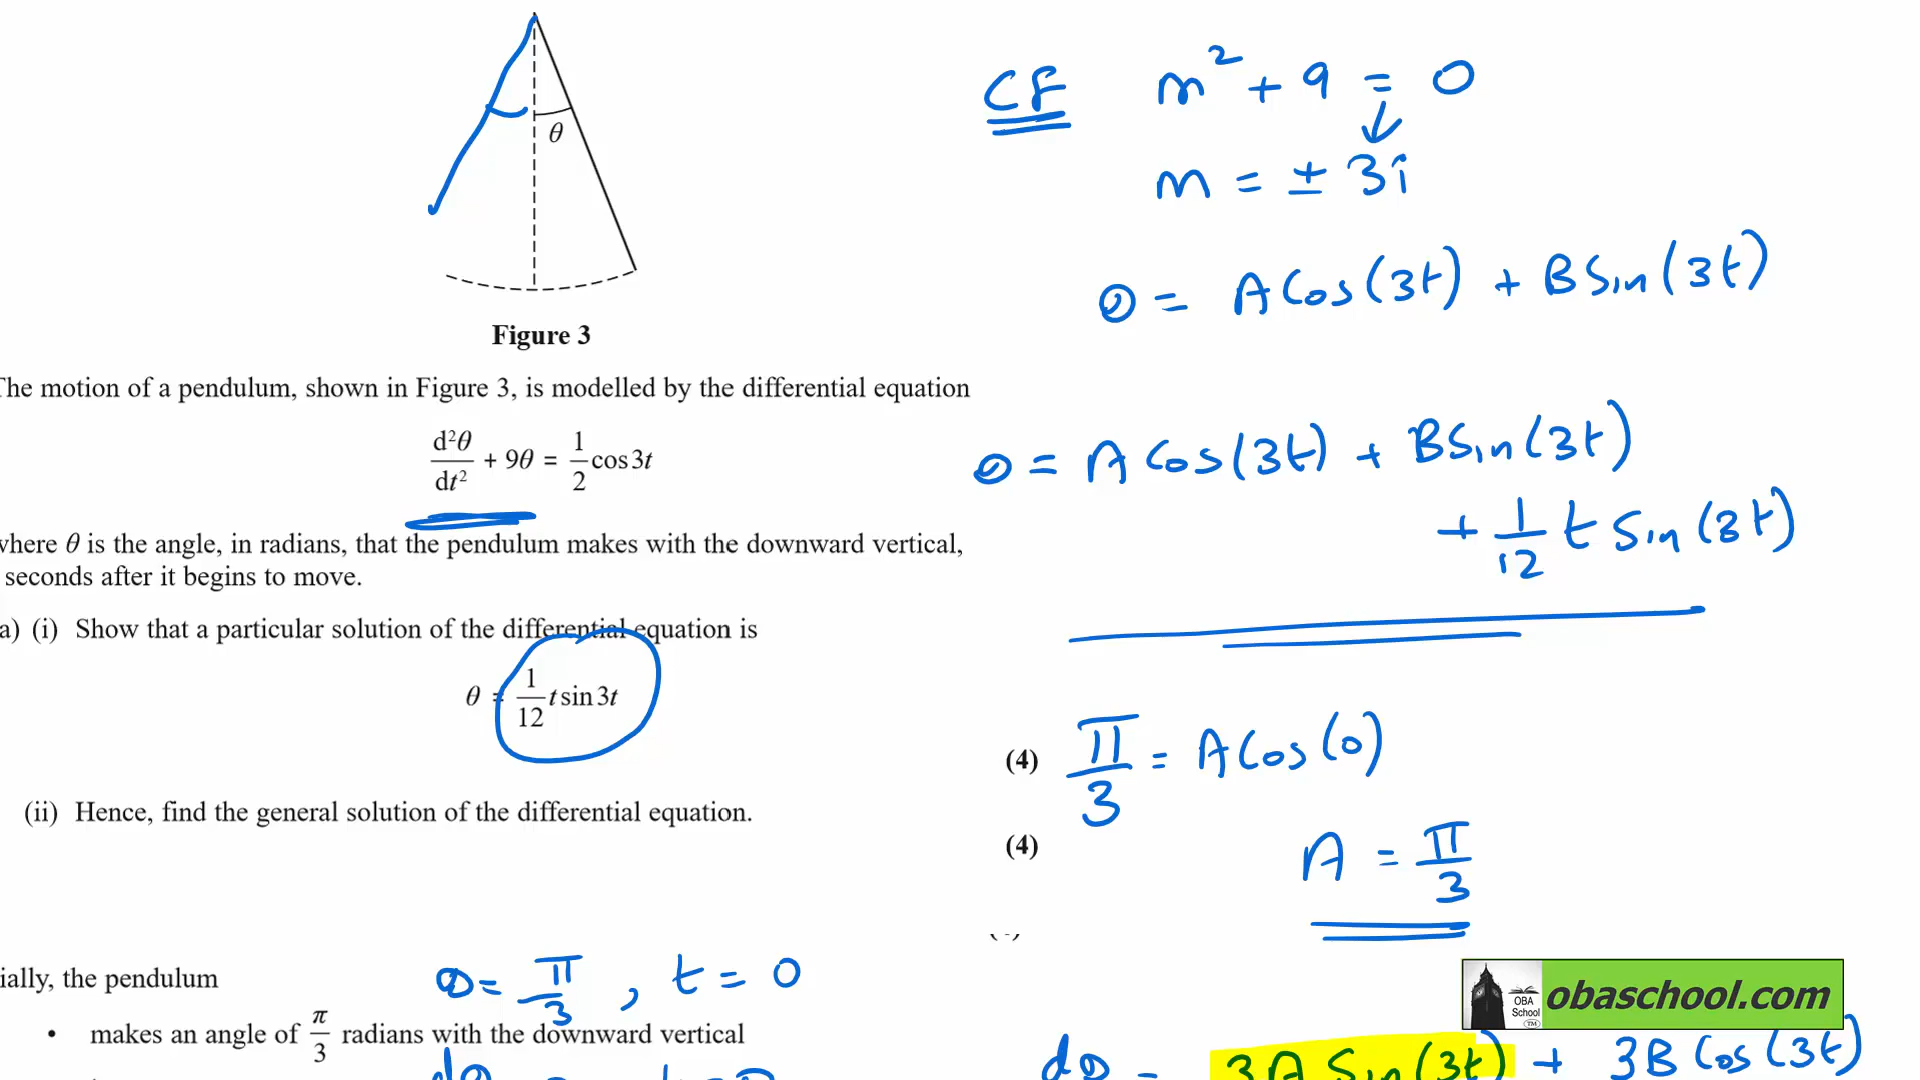 θ
Figure 3
The motion of a pendulum, shown in Figure 3, is modelled by the differential equation
d²θ/dt² + 9θ = 1/2 cos3t
where θ is the angle, in radians, that the pendulum makes with the downward vertical,
seconds after it begins to move.
a) (i) Show that a particular solution of the differential equation is
θ = 1/12 t sin3t
(4)
(ii) Hence, find the general solution of the differential equation.
(4)
ially, the pendulum
θ = π/3 , t = 0
• makes an angle of π/3 radians with the downward vertical
CF m² + 9 = 0
m = ± 3i
θ = A Cos(3t) + B Sin(3t)
θ = A Cos(3t) + B Sin(3t)
+ 1/12 t Sin(3t)
π/3 = A Cos(0)
A = π/3
OBA
School
TM
obaschool.com
3A Sin(3t) + 3B Cos(3t)